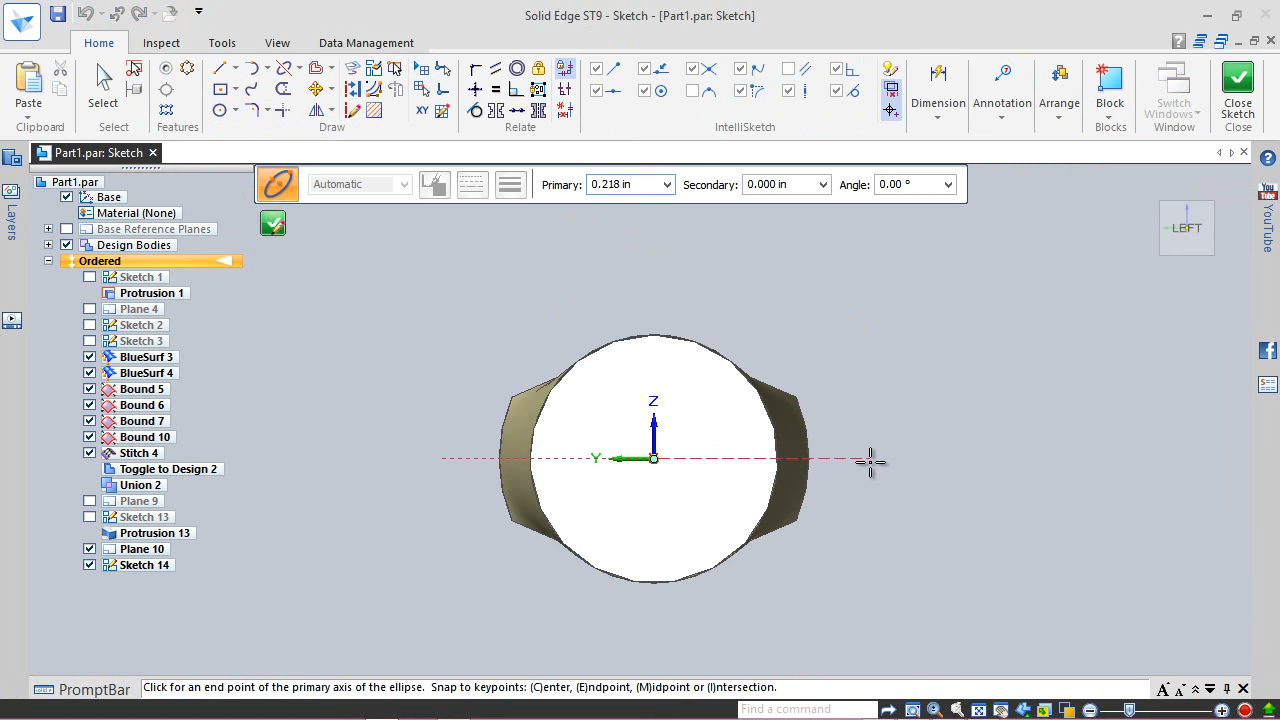 Solid Edge ST9 - Sketch - [Part1.par: Sketch]
Home Inspect Tools View Data Management
Paste
Select
Dimension
Annotation
Arrange
Block
Switch
Windows
Close
Sketch
Clipboard Select Features Draw Relate IntelliSketch Blocks Window Close
Part1.par: Sketch
Layers
Part1.par
Base
Material (None)
Base Reference Planes
Design Bodies
Ordered
Sketch 1
Protrusion 1
Plane 4
Sketch 2
Sketch 3
BlueSurf 3
BlueSurf 4
Bound 5
Bound 6
Bound 7
Bound 10
Stitch 4
Toggle to Design 2
Union 2
Plane 9
Sketch 13
Protrusion 13
Plane 10
Sketch 14
Automatic Primary: 0.218 in Secondary: 0.000 in Angle: 0.00 °
LEFT
Z
Y
You
Tube
YouTube
PromptBar Click for an end point of the primary axis of the ellipse. Snap to keypoints: (C)enter, (E)ndpoint, (M)idpoint or (I)ntersection.
Find a command